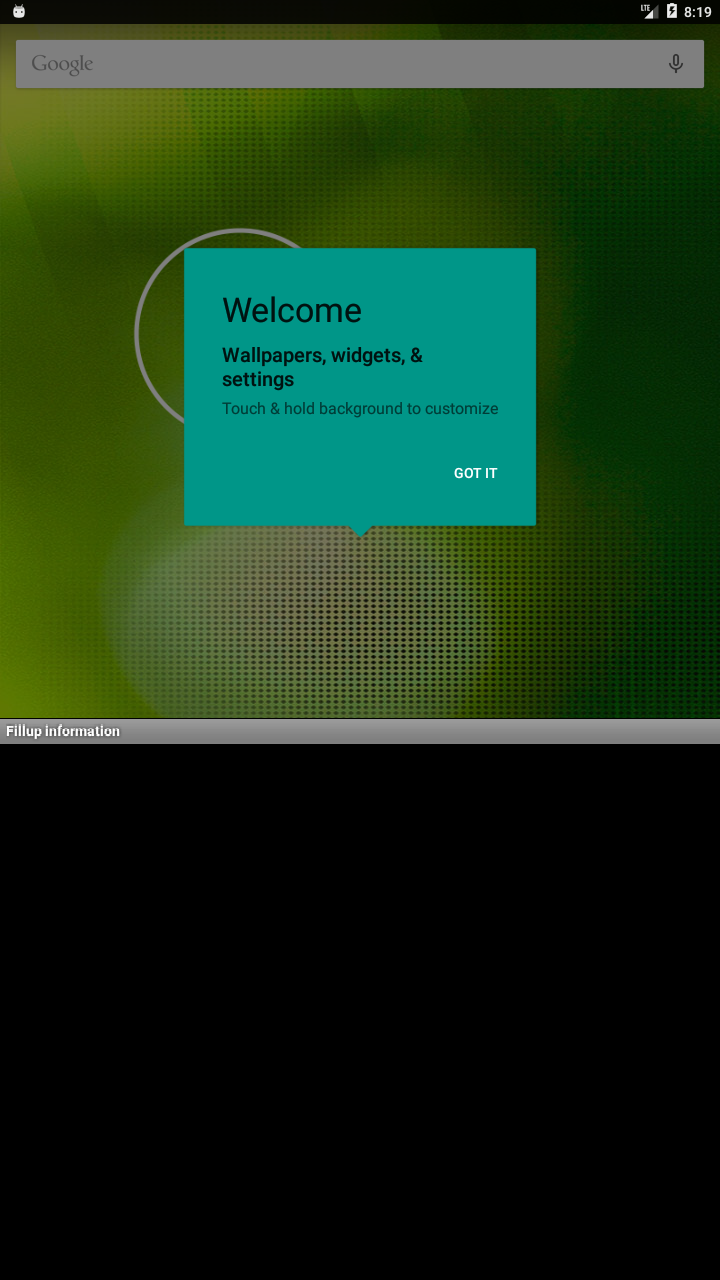 LTE 8:19
Google
Welcome
Wallpapers, widgets, &
settings
Touch & hold background to customize
GOT IT
Fillup information